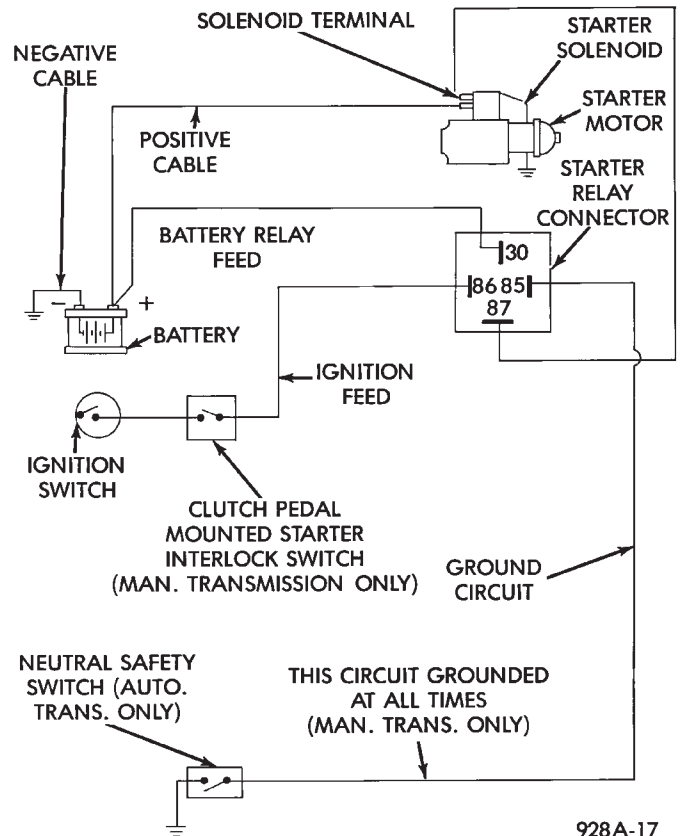 SOLENOID TERMINAL
STARTER
SOLENOID
NEGATIVE
CABLE
STARTER
MOTOR
POSITIVE
CABLE
STARTER
RELAY
CONNECTOR
BATTERY RELAY
FEED
30
86 85
87
− +
BATTERY
IGNITION
FEED
IGNITION
SWITCH
CLUTCH PEDAL
MOUNTED STARTER
INTERLOCK SWITCH
(MAN. TRANSMISSION ONLY)
GROUND
CIRCUIT
NEUTRAL SAFETY
SWITCH (AUTO.
TRANS. ONLY)
THIS CIRCUIT GROUNDED
AT ALL TIMES
(MAN. TRANS. ONLY)
928A-17